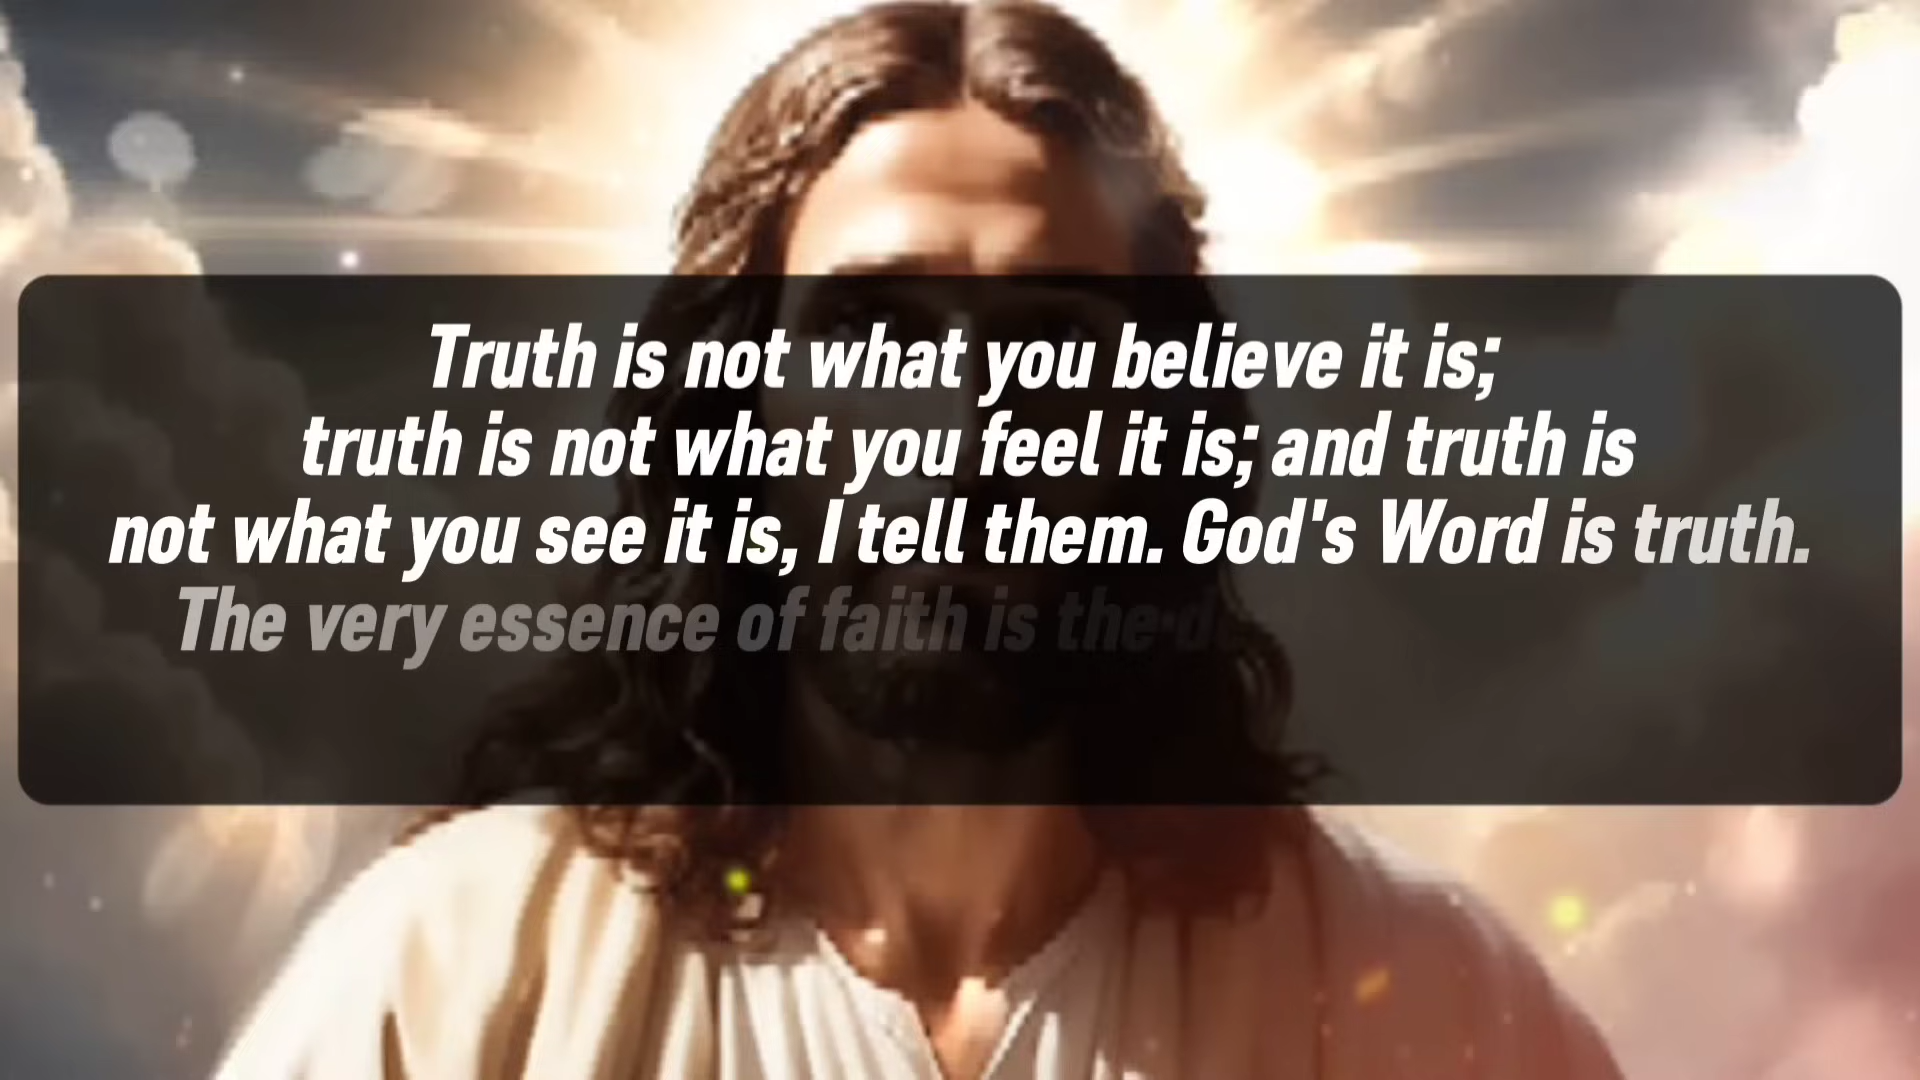 Truth is not what you believe it is;
truth is not what you feel it is; and truth is
not what you see it is, I tell them. God's Word is truth.
The very essence of faith is the